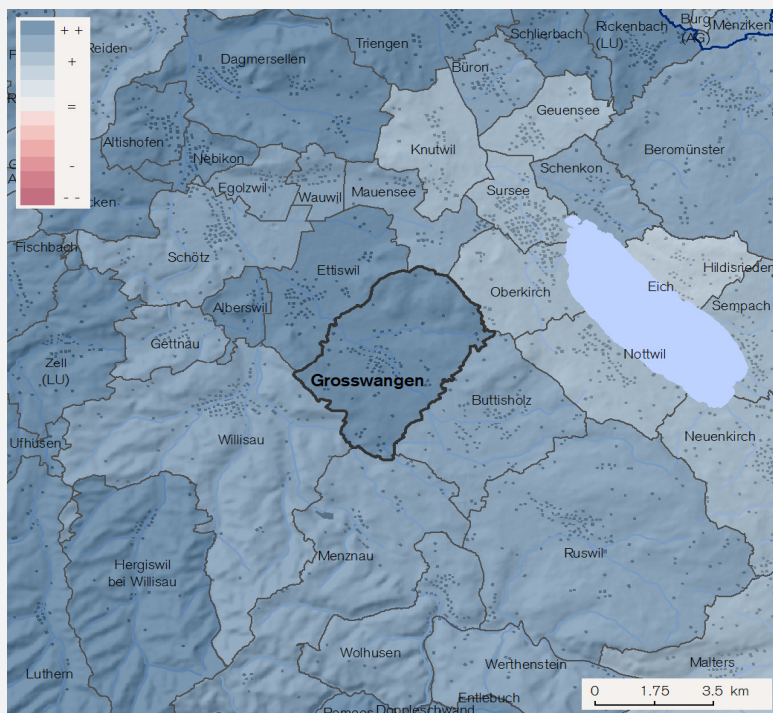 + +
+
=
-
- -
Reiden
Triengen
Schlierbach
Rickenbach
(LU)
Burg
(AG)
Menziken
Dagmersellen
Büron
Geuensee
Altishofen
Knutwil
Beromünster
Nebikon
Schenkon
Egolzwil
Wauwil
Mauensee
Sursee
Fischbach
Schötz
Ettiswil
Hildisrieden
Alberswil
Oberkirch
Eich
Sempach
Gettnau
Nottwil
Zell
(LU)
Grosswangen
Buttisholz
Ufhusen
Willisau
Neuenkirch
Hergiswil
bei Willisau
Menznau
Ruswil
Luthern
Wolhusen
Werthenstein
Malters
Entlebuch
Doppleschwand
0 1.75 3.5 km